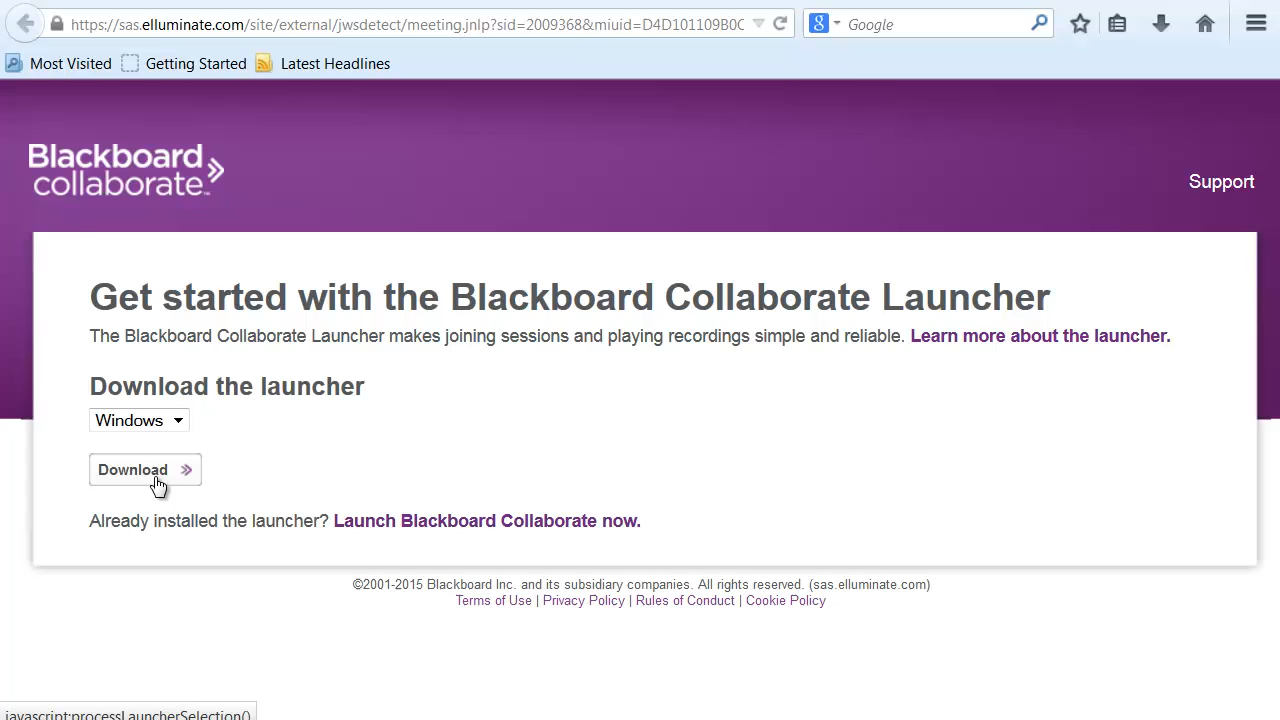 https://sas.elluminate.com/site/external/jwsdetect/meeting.jnlp?sid=2009368&miuid=D4D101109B0C
Google
Most Visited Getting Started Latest Headlines
Blackboard
collaborate™
Support
Get started with the Blackboard Collaborate Launcher
The Blackboard Collaborate Launcher makes joining sessions and playing recordings simple and reliable. Learn more about the launcher.
Download the launcher
Windows
Download
Already installed the launcher? Launch Blackboard Collaborate now.
©2001-2015 Blackboard Inc. and its subsidiary companies. All rights reserved. (sas.elluminate.com)
Terms of Use | Privacy Policy | Rules of Conduct | Cookie Policy
javascript:processLauncherSelection()